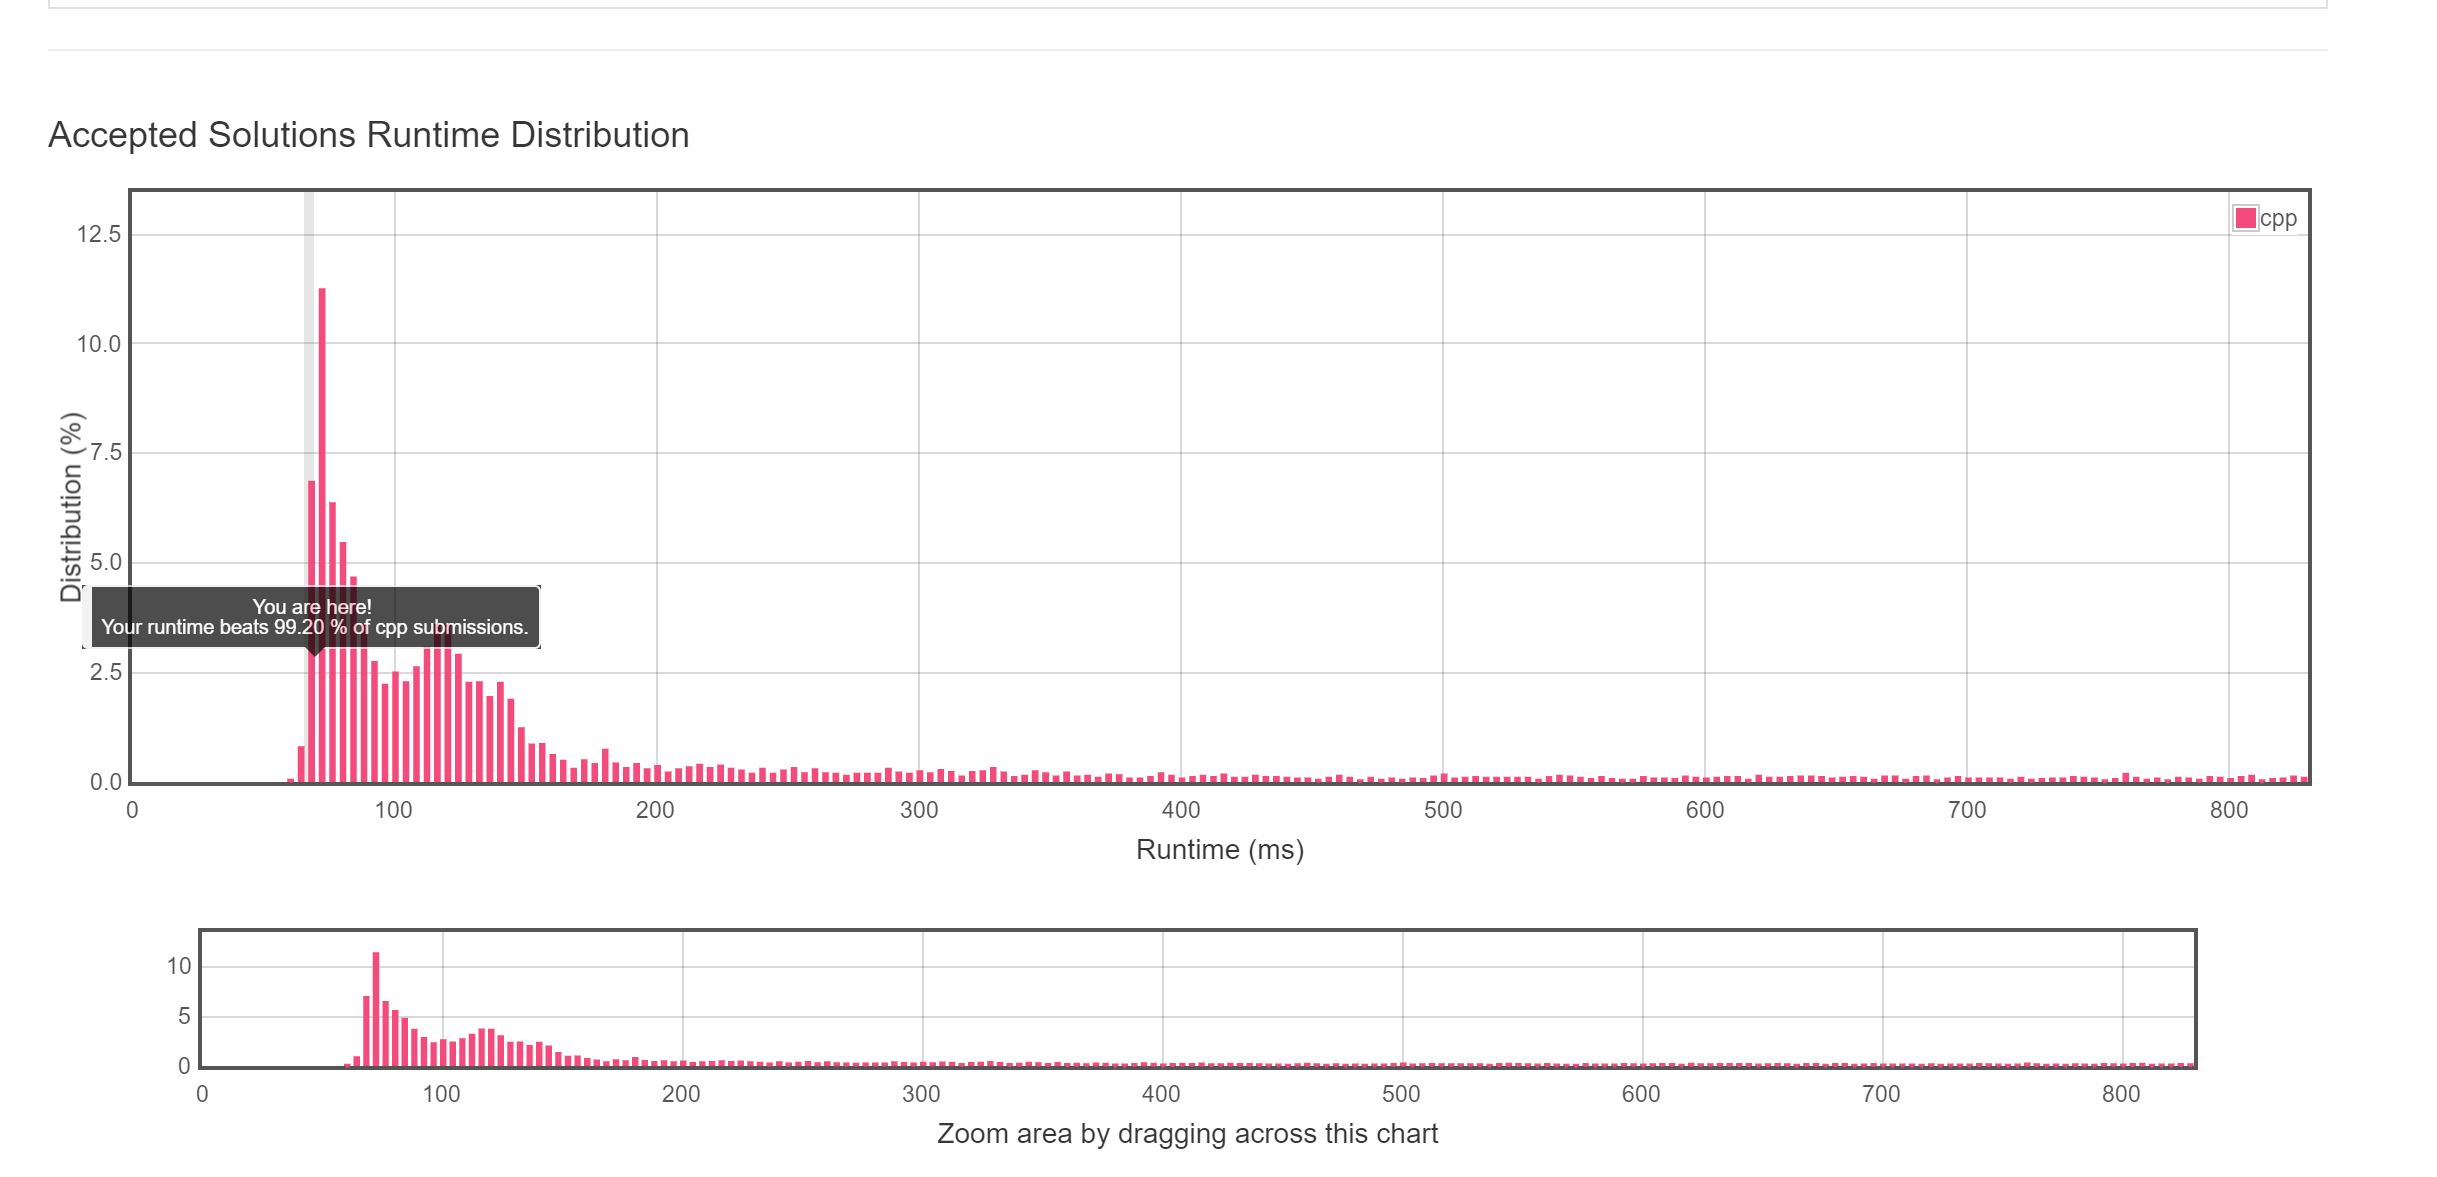 Accepted Solutions Runtime Distribution
cpp
12.5
10.0
7.5
5.0
2.5
0.0
Distribution (%)
You are here!
Your runtime beats 99.20 % of cpp submissions.
0 100 200 300 400 500 600 700 800
Runtime (ms)
10
5
0
0 100 200 300 400 500 600 700 800
Zoom area by dragging across this chart